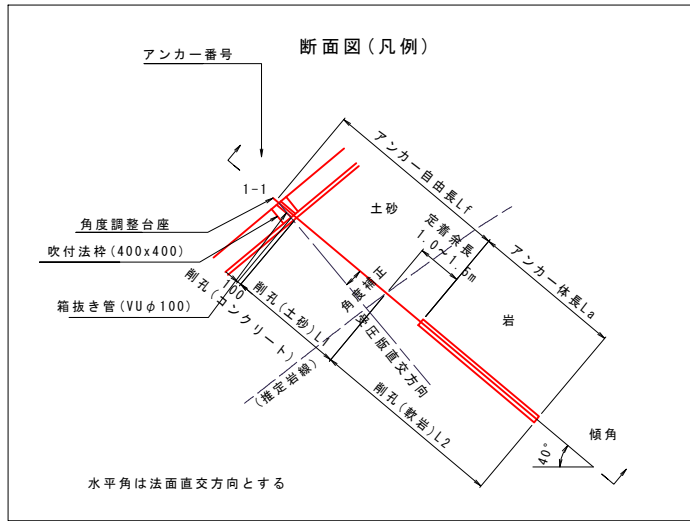 断面図(凡例)
アンカー番号
アンカー自由長Lf
1-1
土砂
角度調整台座
定着余長
1.0~1.5m
吹付法枠(400x400)
アンカー体長La
100
箱抜き管(VUφ100)
削孔(コンクリート)
削孔(土砂)L1
角度補正
受圧版直交方向
岩
(推定岩線)
削孔(軟岩)L2
傾角
40°
水平角は法面直交方向とする